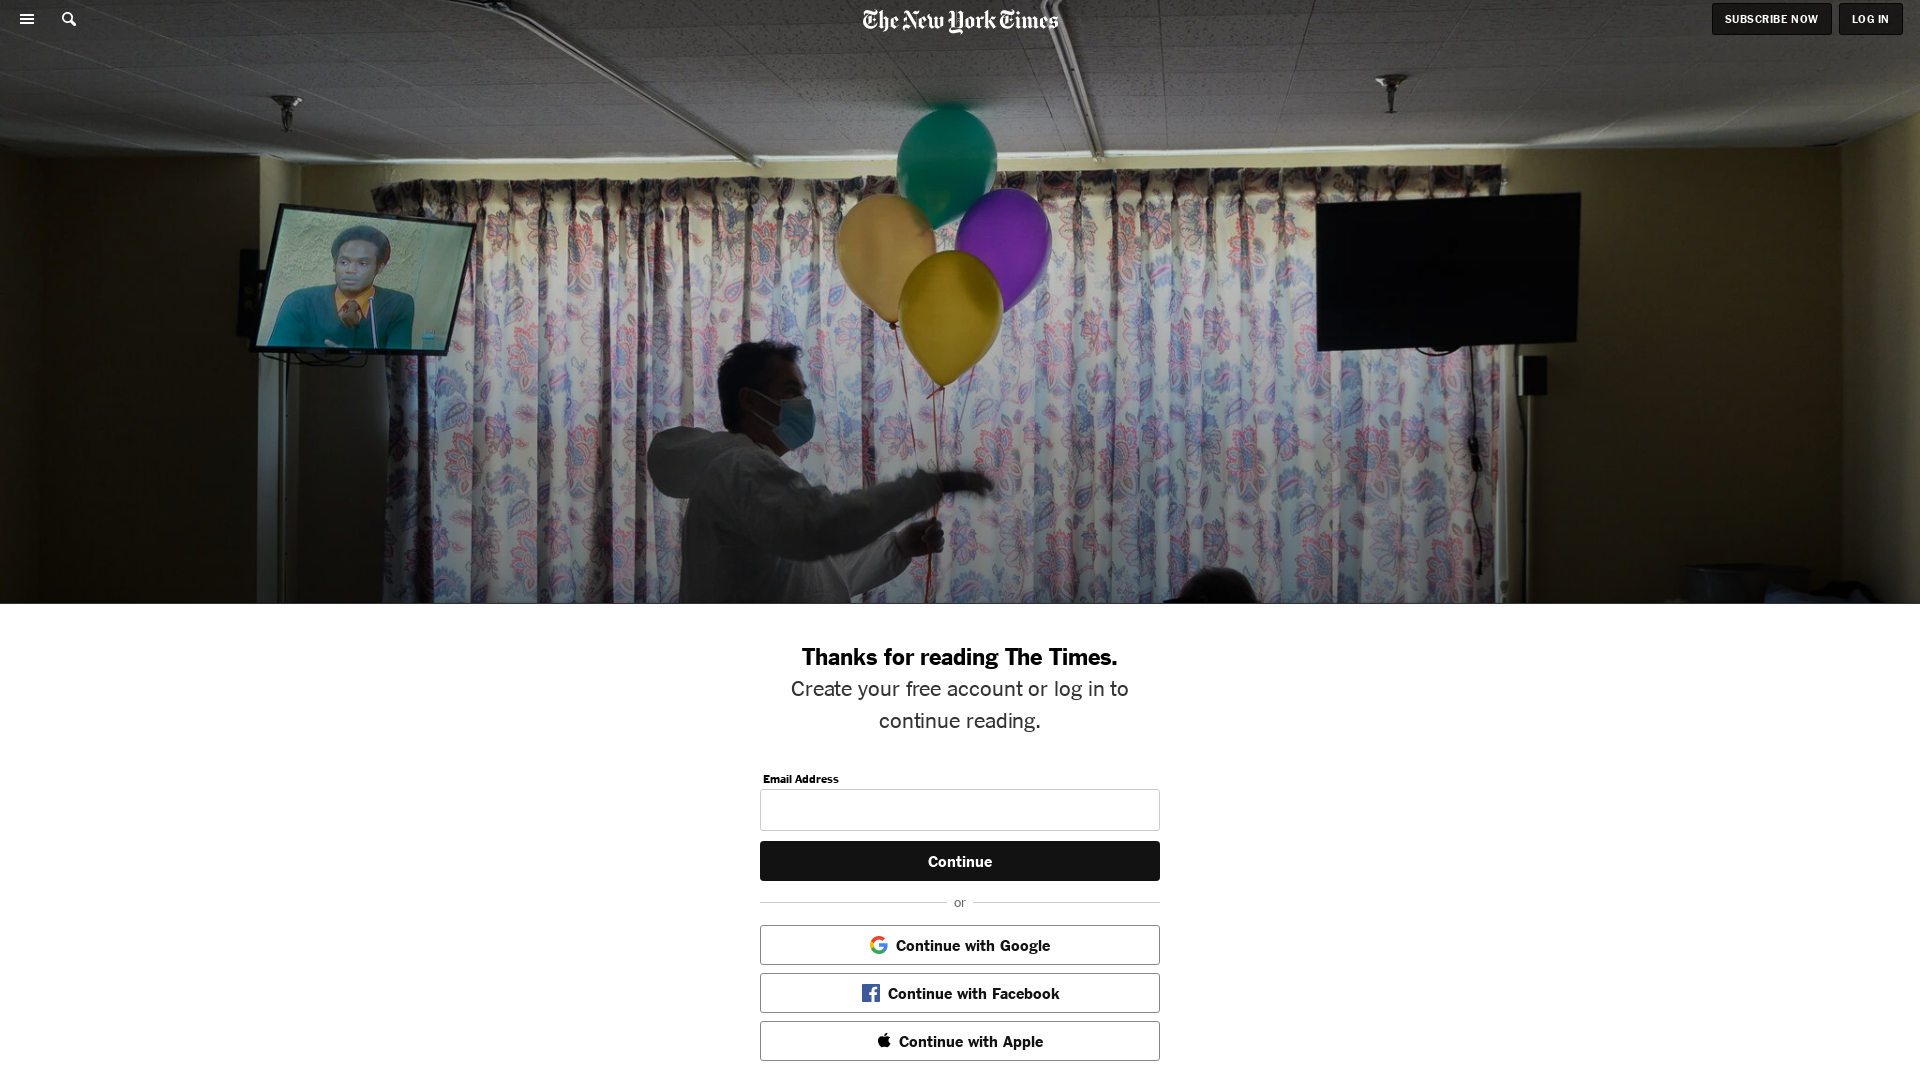 The New York Times
SUBSCRIBE NOW
LOG IN
Thanks for reading The Times.
Create your free account or log in to
continue reading.
Email Address
Continue
or
Continue with Google
Continue with Facebook
Continue with Apple